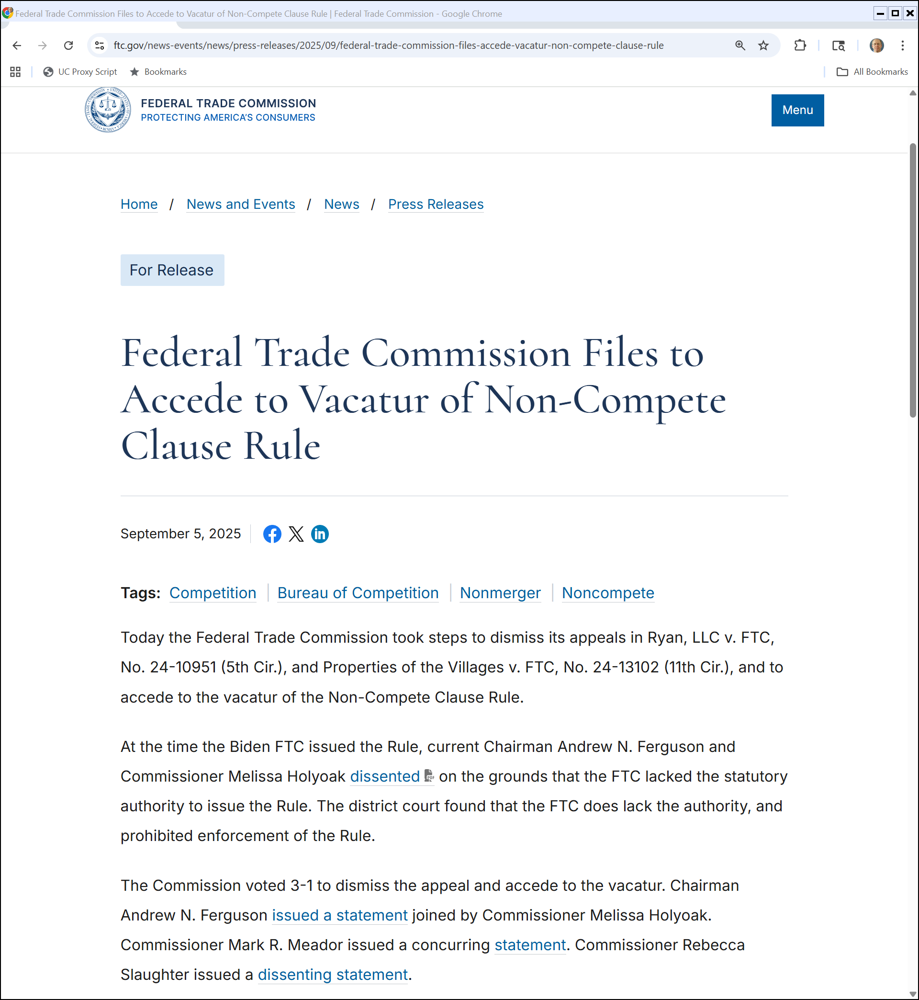 Federal Trade Commission Files to Accede to Vacatur of Non-Compete Clause Rule | Federal Trade Commission - Google Chrome
ftc.gov/news-events/news/press-releases/2025/09/federal-trade-commission-files-accede-vacatur-non-compete-clause-rule
UC Proxy Script
Bookmarks
All Bookmarks
FEDERAL TRADE COMMISSION
PROTECTING AMERICA'S CONSUMERS
Menu
Home / News and Events / News / Press Releases
For Release
Federal Trade Commission Files to
Accede to Vacatur of Non-Compete
Clause Rule
September 5, 2025
Tags: Competition | Bureau of Competition | Nonmerger | Noncompete
Today the Federal Trade Commission took steps to dismiss its appeals in Ryan, LLC v. FTC,
No. 24-10951 (5th Cir.), and Properties of the Villages v. FTC, No. 24-13102 (11th Cir.), and to
accede to the vacatur of the Non-Compete Clause Rule.
At the time the Biden FTC issued the Rule, current Chairman Andrew N. Ferguson and
Commissioner Melissa Holyoak dissented on the grounds that the FTC lacked the statutory
authority to issue the Rule. The district court found that the FTC does lack the authority, and
prohibited enforcement of the Rule.
The Commission voted 3-1 to dismiss the appeal and accede to the vacatur. Chairman
Andrew N. Ferguson issued a statement joined by Commissioner Melissa Holyoak.
Commissioner Mark R. Meador issued a concurring statement. Commissioner Rebecca
Slaughter issued a dissenting statement.